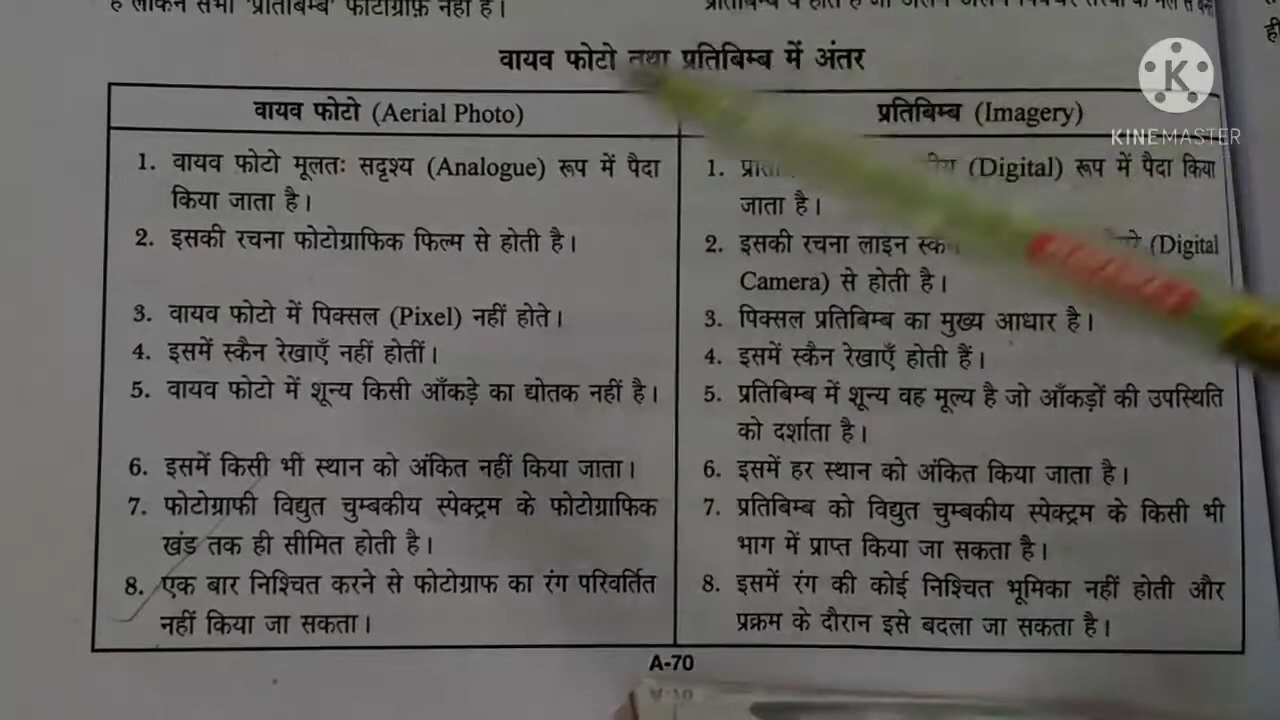 है लेकिन सभी 'प्रतिबिम्ब' फोटोग्राफ़ नहीं हैं।
वायव फोटो तथा प्रतिबिम्ब में अंतर
KINEMASTER
वायव फोटो (Aerial Photo)
1. वायव फोटो मूलतः सदृश्य (Analogue) रूप में पैदा
किया जाता है।
2. इसकी रचना फोटोग्राफिक फिल्म से होती है।
3. वायव फोटो में पिक्सल (Pixel) नहीं होते।
4. इसमें स्कैन रेखाएँ नहीं होतीं।
5. वायव फोटो में शून्य किसी आँकड़े का द्योतक नहीं है।
6. इसमें किसी भी स्थान को अंकित नहीं किया जाता।
7. फोटोग्राफी विद्युत चुम्बकीय स्पेक्ट्रम के फोटोग्राफिक
खंड तक ही सीमित होती है।
8. एक बार निश्चित करने से फोटोग्राफ का रंग परिवर्तित
नहीं किया जा सकता।
प्रतिबिम्ब (Imagery)
1. (Digital) रूप में पैदा किया
जाता है।
2. इसकी रचना लाइन (Digital
Camera) से होती है।
3. पिक्सल प्रतिबिम्ब का मुख्य आधार है।
4. इसमें स्कैन रेखाएँ होती हैं।
5. प्रतिबिम्ब में शून्य वह मूल्य है जो आँकड़ों की उपस्थिति
को दर्शाता है।
6. इसमें हर स्थान को अंकित किया जाता है।
7. प्रतिबिम्ब को विद्युत चुम्बकीय स्पेक्ट्रम के किसी भी
भाग में प्राप्त किया जा सकता है।
8. इसमें रंग की कोई निश्चित भूमिका नहीं होती और
प्रक्रम के दौरान इसे बदला जा सकता है।
A-70